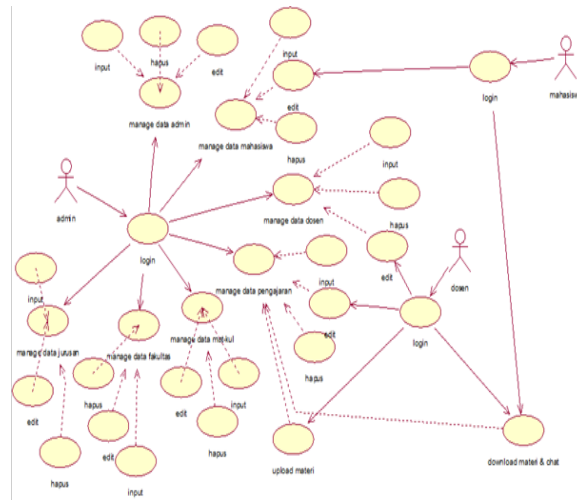 input
hapus
edit
manage data admin
input
edit
manage data mahasiswa
hapus
login
mahasiswa
input
hapus
manage data dosen
edit
admin
login
dosen
input
manage data pengajaran
edit
hapus
login
input
manage data jurusan
manage data fakultas
manage data mat-kul
edit
hapus
hapus
edit
input
edit
hapus
input
upload materi
download materi & chat